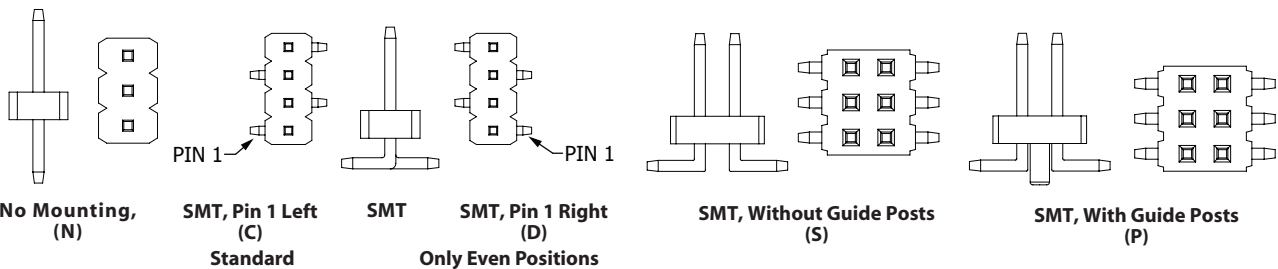 PIN 1
PIN 1
No Mounting,
(N)
SMT, Pin 1 Left
(C)
Standard
SMT
SMT, Pin 1 Right
(D)
Only Even Positions
SMT, Without Guide Posts
(S)
SMT, With Guide Posts
(P)